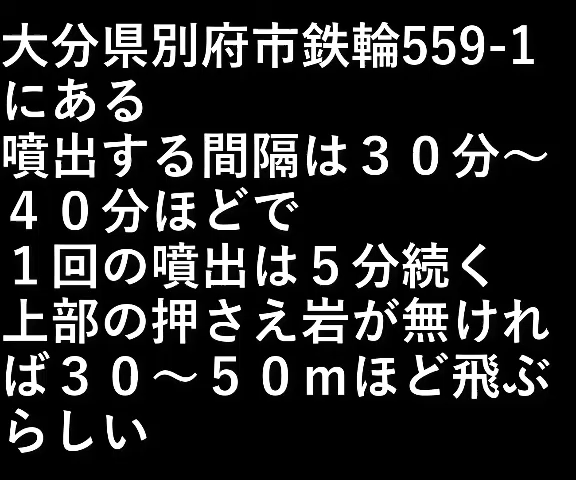 大分県別府市鉄輪559-1
にある
噴出する間隔は３０分～
４０分ほどで
１回の噴出は５分続く
上部の押さえ岩が無けれ
ば３０～５０ｍほど飛ぶ
らしい